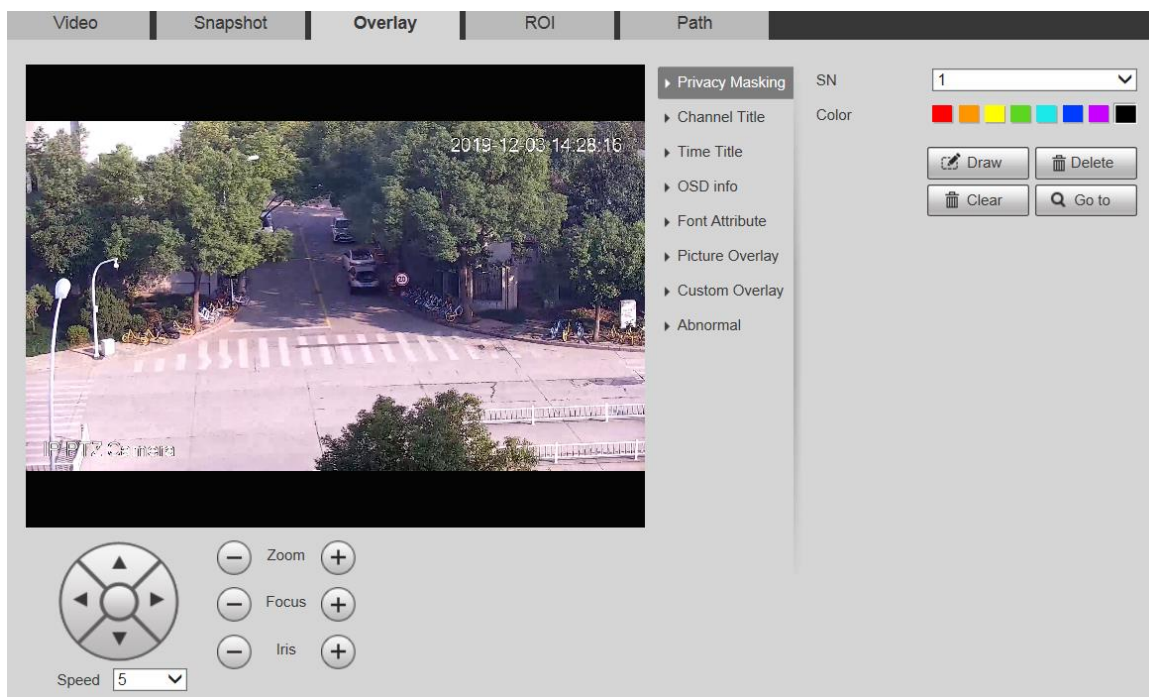 Video Snapshot Overlay ROI Path
2019-12-03 14:28:16
20
IP PTZ Camera
Privacy Masking
Channel Title
Time Title
OSD info
Font Attribute
Picture Overlay
Custom Overlay
Abnormal
SN 1
Color
Draw Delete
Clear Go to
Zoom
Focus
Iris
Speed 5